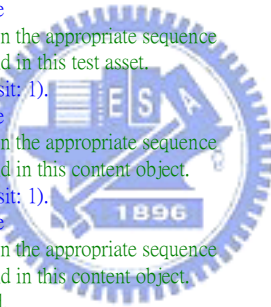 e
n the appropriate sequence
d in this test asset.
sit: 1).
e
n the appropriate sequence
d in this content object.
sit: 1).
e
n the appropriate sequence
d in this content object.
E S A
1896